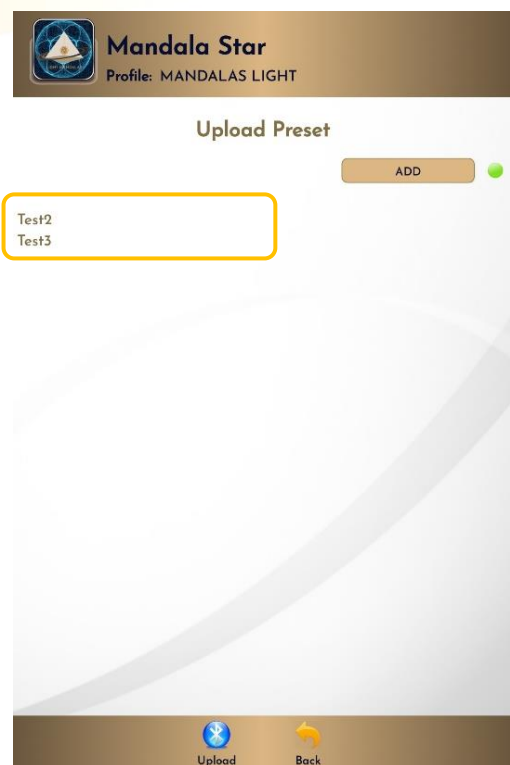 Mandala Star
Profile: MANDALAS LIGHT
Upload Preset
ADD
Test2
Test3
Upload
Back